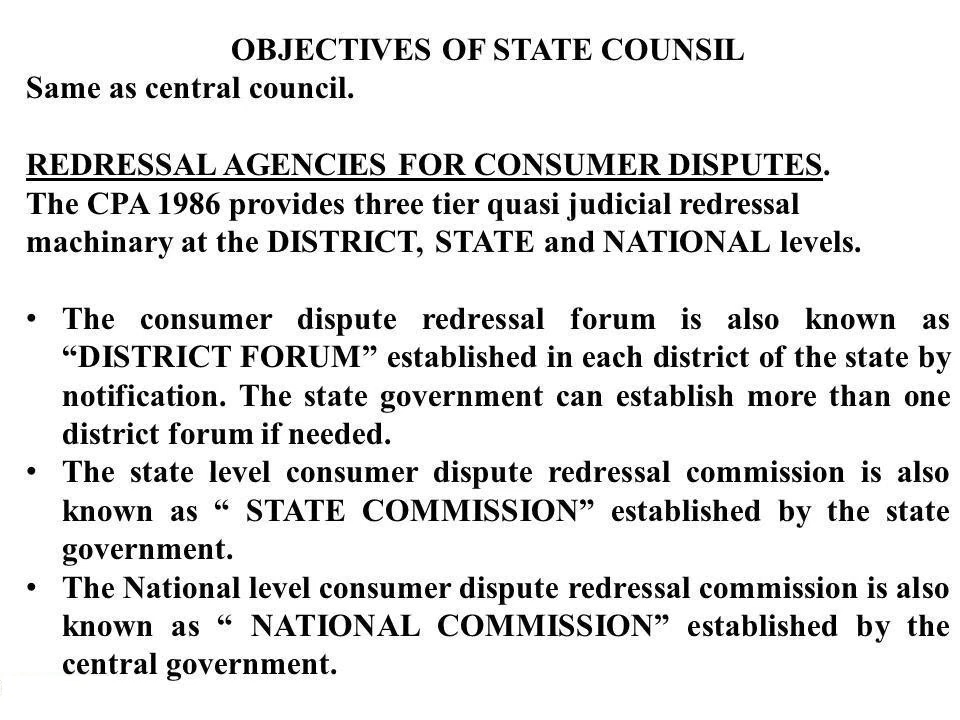 OBJECTIVES OF STATE COUNSIL
Same as central council.
REDRESSAL AGENCIES FOR CONSUMER DISPUTES.
The CPA 1986 provides three tier quasi judicial redressal
machinary at the DISTRICT, STATE and NATIONAL levels.
• The consumer dispute redressal forum is also known as
“DISTRICT FORUM” established in each district of the state by
notification. The state government can establish more than one
district forum if needed.
• The state level consumer dispute redressal commission is also
known as “ STATE COMMISSION” established by the state
government.
• The National level consumer dispute redressal commission is also
known as “ NATIONAL COMMISSION” established by the
central government.